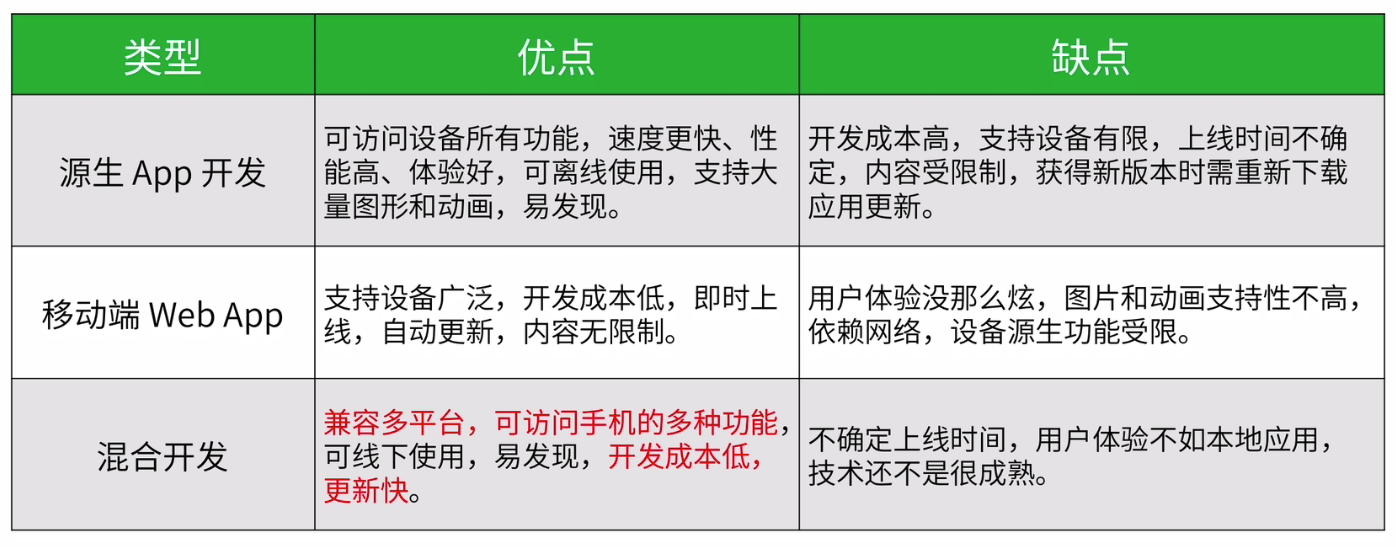 类型
优点
缺点
源生 App 开发
可访问设备所有功能，速度更快、性
能高、体验好，可离线使用，支持大
量图形和动画，易发现。
开发成本高，支持设备有限，上线时间不确
定，内容受限制，获得新版本时需重新下载
应用更新。
移动端 Web App
支持设备广泛，开发成本低，即时上
线，自动更新，内容无限制。
用户体验没那么炫，图片和动画支持性不高，
依赖网络，设备源生功能受限。
混合开发
兼容多平台，可访问手机的多种功能，
可线下使用，易发现，开发成本低，
更新快。
不确定上线时间，用户体验不如本地应用，
技术还不是很成熟。